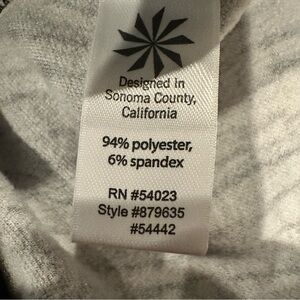 Designed in
Sonoma County,
California
94% polyester,
6% spandex
RN #54023
Style #879635
#54442